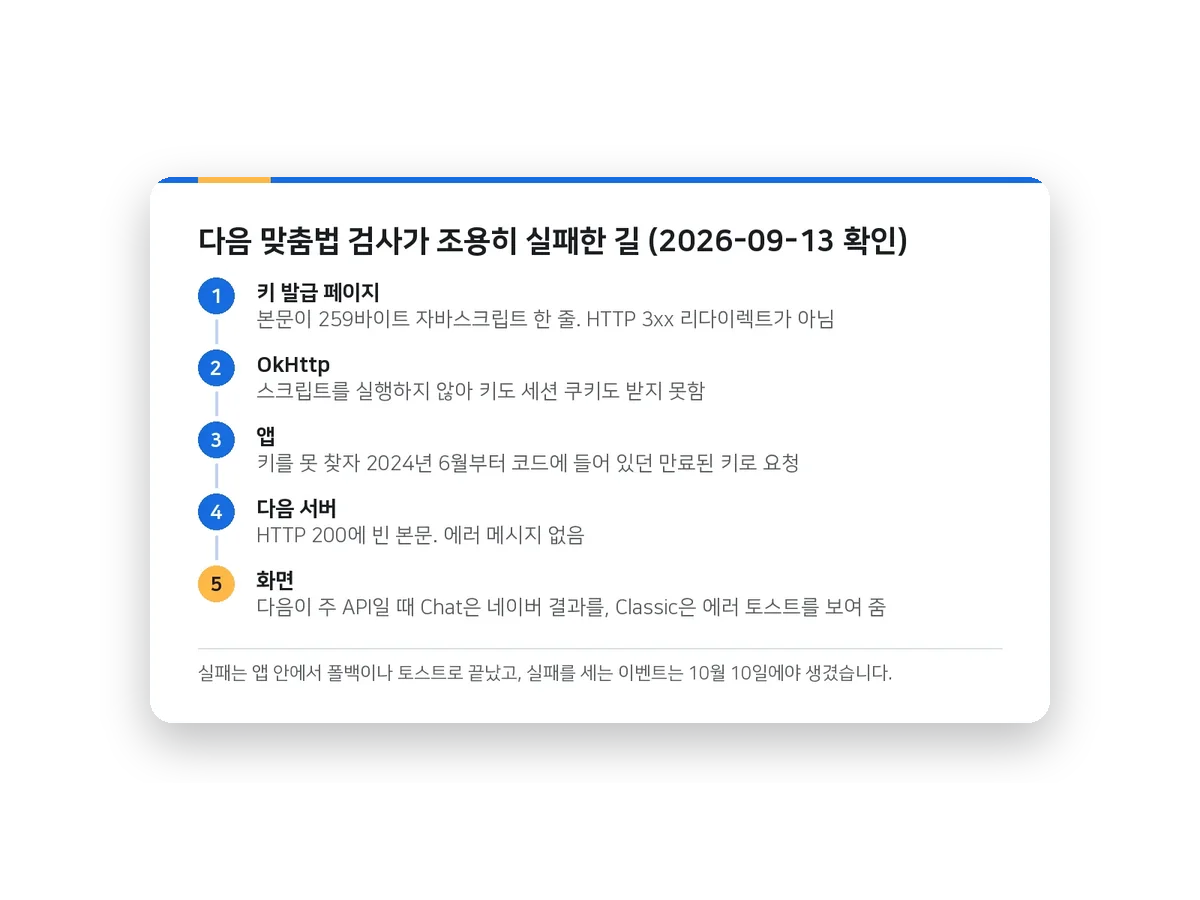 다음 맞춤법 검사가 조용히 실패한 길 (2026-09-13 확인)
1
키 발급 페이지
본문이 259바이트 자바스크립트 한 줄. HTTP 3xx 리다이렉트가 아님
2
OkHttp
스크립트를 실행하지 않아 키도 세션 쿠키도 받지 못함
3
앱
키를 못 찾자 2024년 6월부터 코드에 들어 있던 만료된 키로 요청
4
다음 서버
HTTP 200에 빈 본문. 에러 메시지 없음
5
화면
다음이 주 API일 때 Chat은 네이버 결과를, Classic은 에러 토스트를 보여 줌
실패는 앱 안에서 폴백이나 토스트로 끝났고, 실패를 세는 이벤트는 10월 10일에야 생겼습니다.